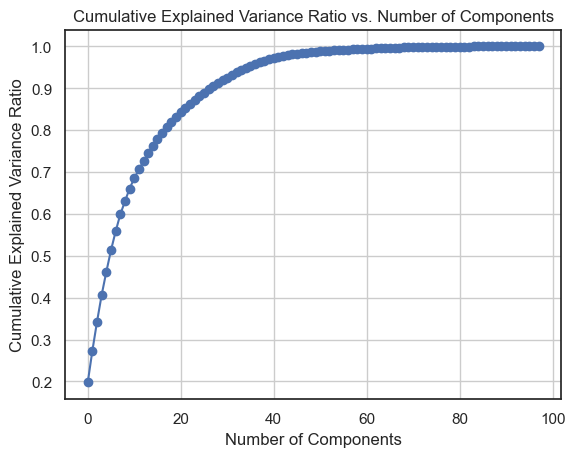 Cumulative Explained Variance Ratio vs. Number of Components
Cumulative Explained Variance Ratio
1.0
0.9
0.8
0.7
0.6
0.5
0.4
0.3
0.2
0 20 40 60 80 100
Number of Components